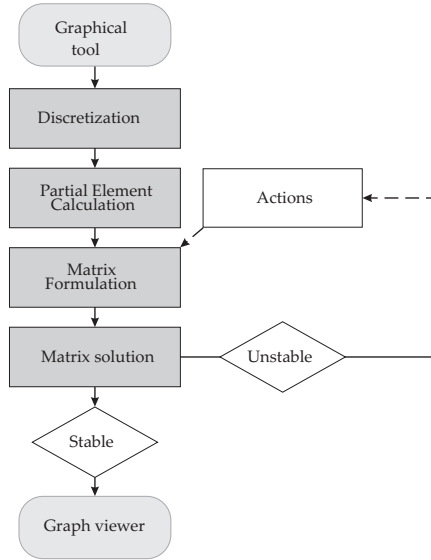 Graphical
tool
Discretization
Partial Element
Calculation
Actions
Matrix
Formulation
Matrix solution
Unstable
Stable
Graph viewer